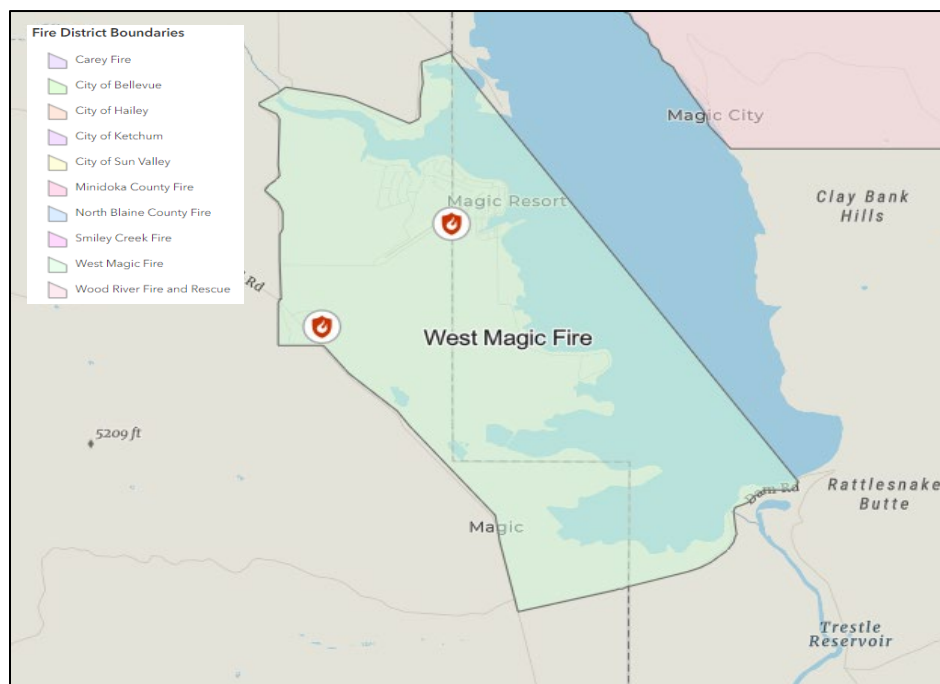 Fire District Boundaries
Carey Fire
City of Bellevue
City of Hailey
City of Ketchum
City of Sun Valley
Minidoka County Fire
North Blaine County Fire
Smiley Creek Fire
West Magic Fire
Wood River Fire and Rescue
Magic City
Clay Bank
Hills
Magic Resort
Rd
West Magic Fire
5209 ft
Dam Rd
Rattlesnake
Butte
Magic
Trestle
Reservoir